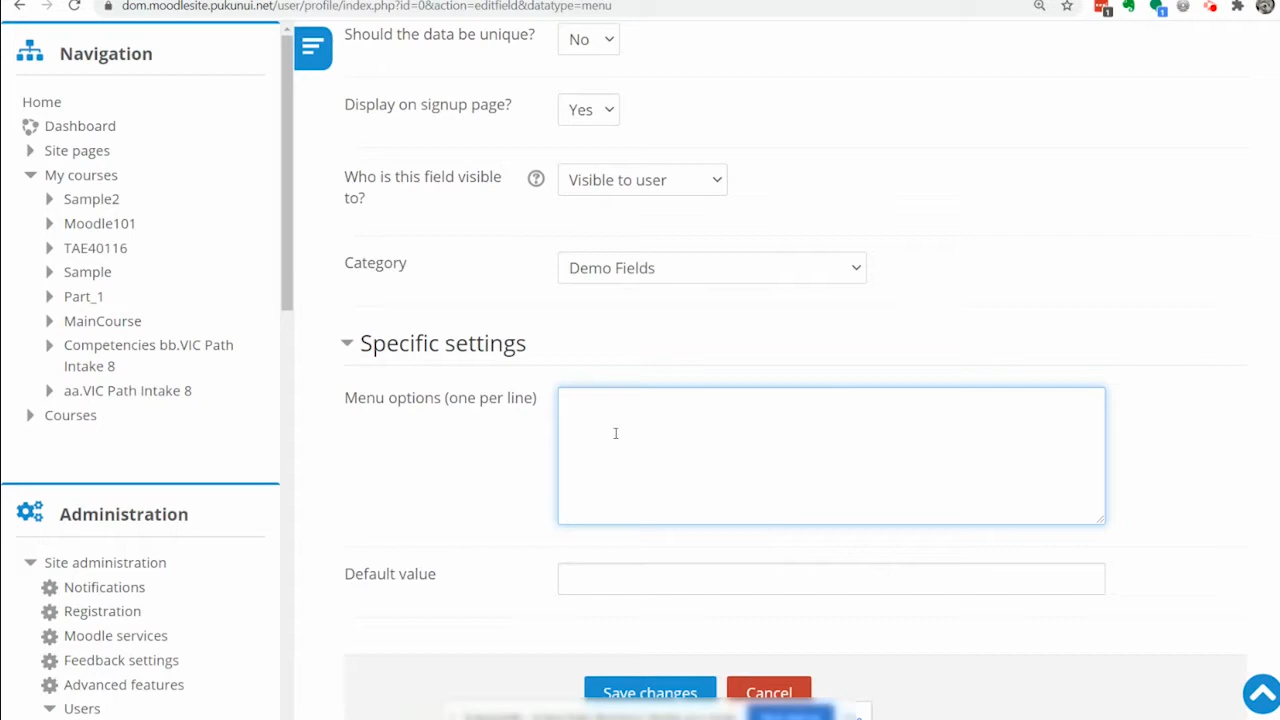 dom.moodlesite.pukunui.net/user/profile/index.php?id=0&action=editfield&datatype=menu
Navigation
Home
Dashboard
Site pages
My courses
Sample2
Moodle101
TAE40116
Sample
Part_1
MainCourse
Competencies bb.VIC Path
Intake 8
aa.VIC Path Intake 8
Courses
Administration
Site administration
Notifications
Registration
Moodle services
Feedback settings
Advanced features
Users
Should the data be unique?
No
Display on signup page?
Yes
Who is this field visible
to?
Visible to user
Category
Demo Fields
Specific settings
Menu options (one per line)
Default value
Save changes
Cancel